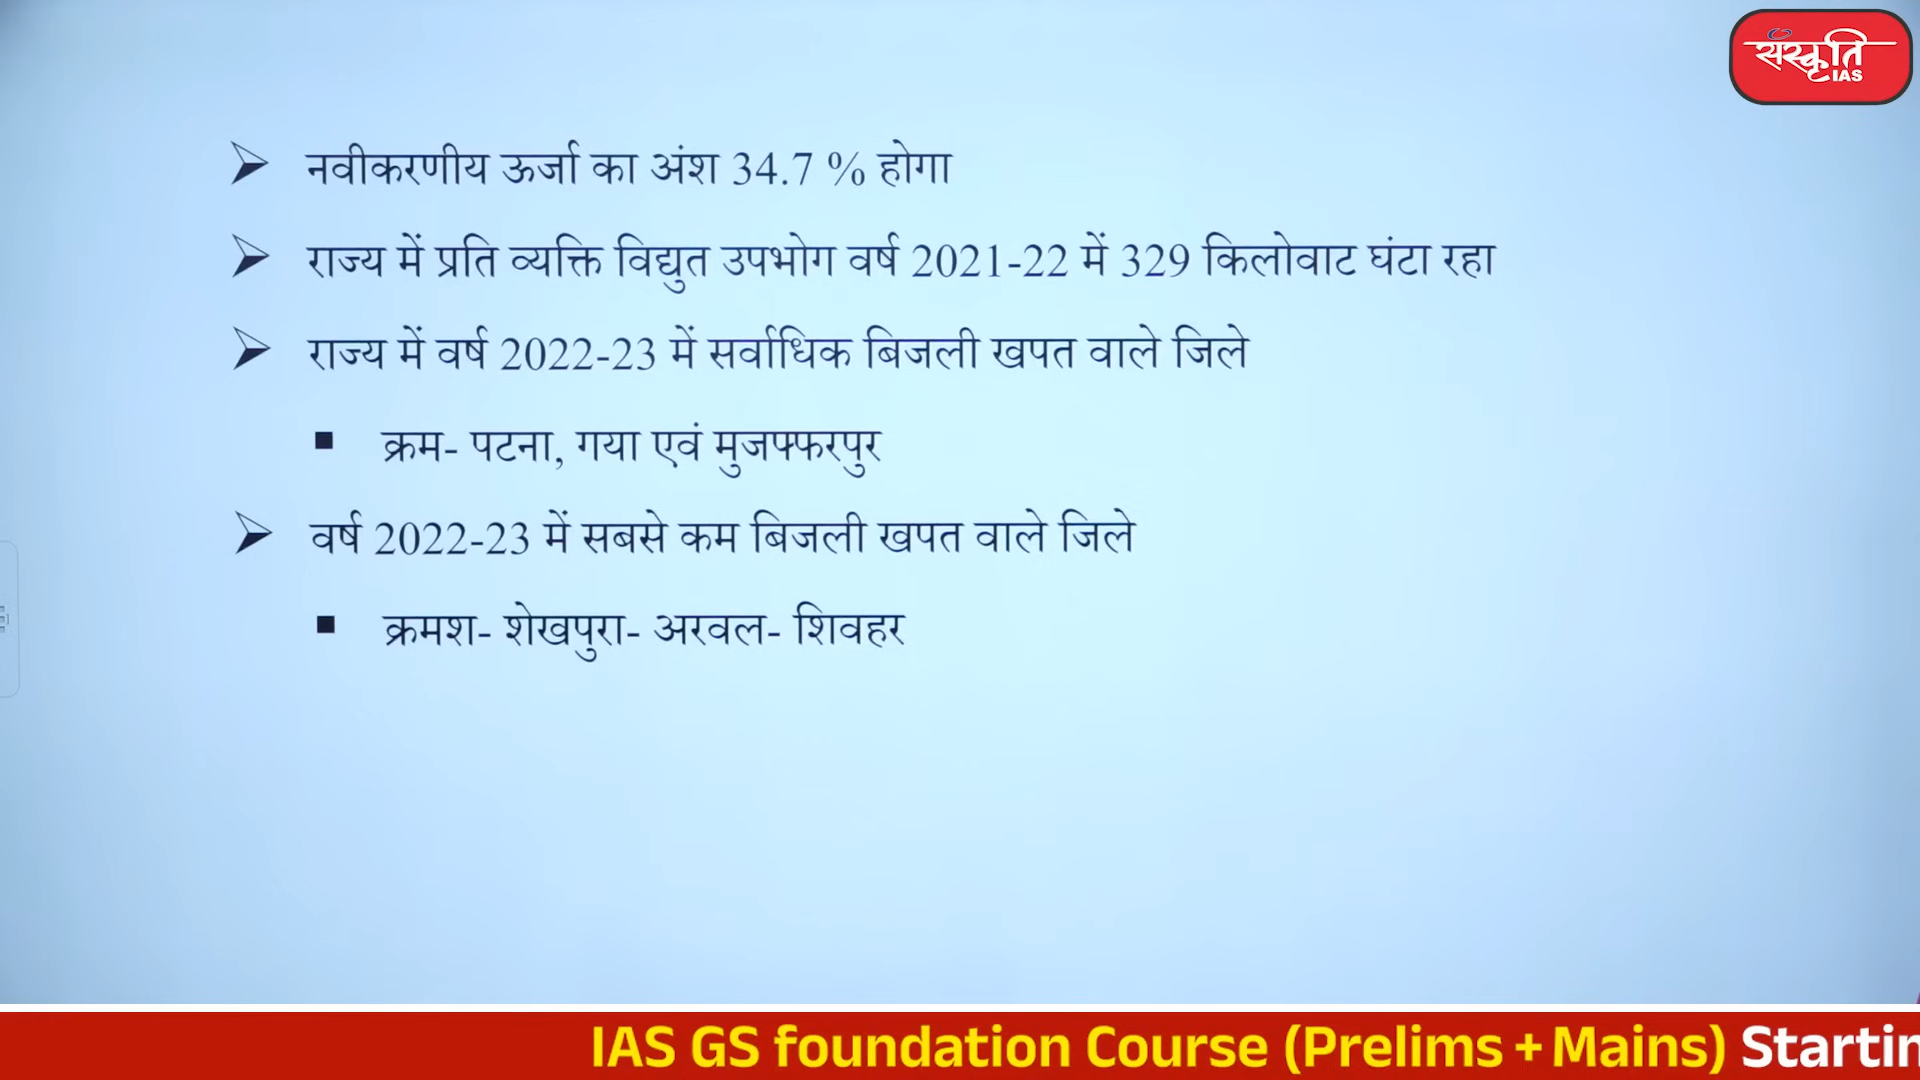 संस्कृति
IAS
➢ नवीकरणीय ऊर्जा का अंश 34.7 % होगा
➢ राज्य में प्रति व्यक्ति विद्युत उपभोग वर्ष 2021-22 में 329 किलोवाट घंटा रहा
➢ राज्य में वर्ष 2022-23 में सर्वाधिक बिजली खपत वाले जिले
▪ क्रम- पटना, गया एवं मुजफ्फरपुर
➢ वर्ष 2022-23 में सबसे कम बिजली खपत वाले जिले
▪ क्रमश- शेखपुरा- अरवल- शिवहर
IAS GS foundation Course (Prelims + Mains) Startin